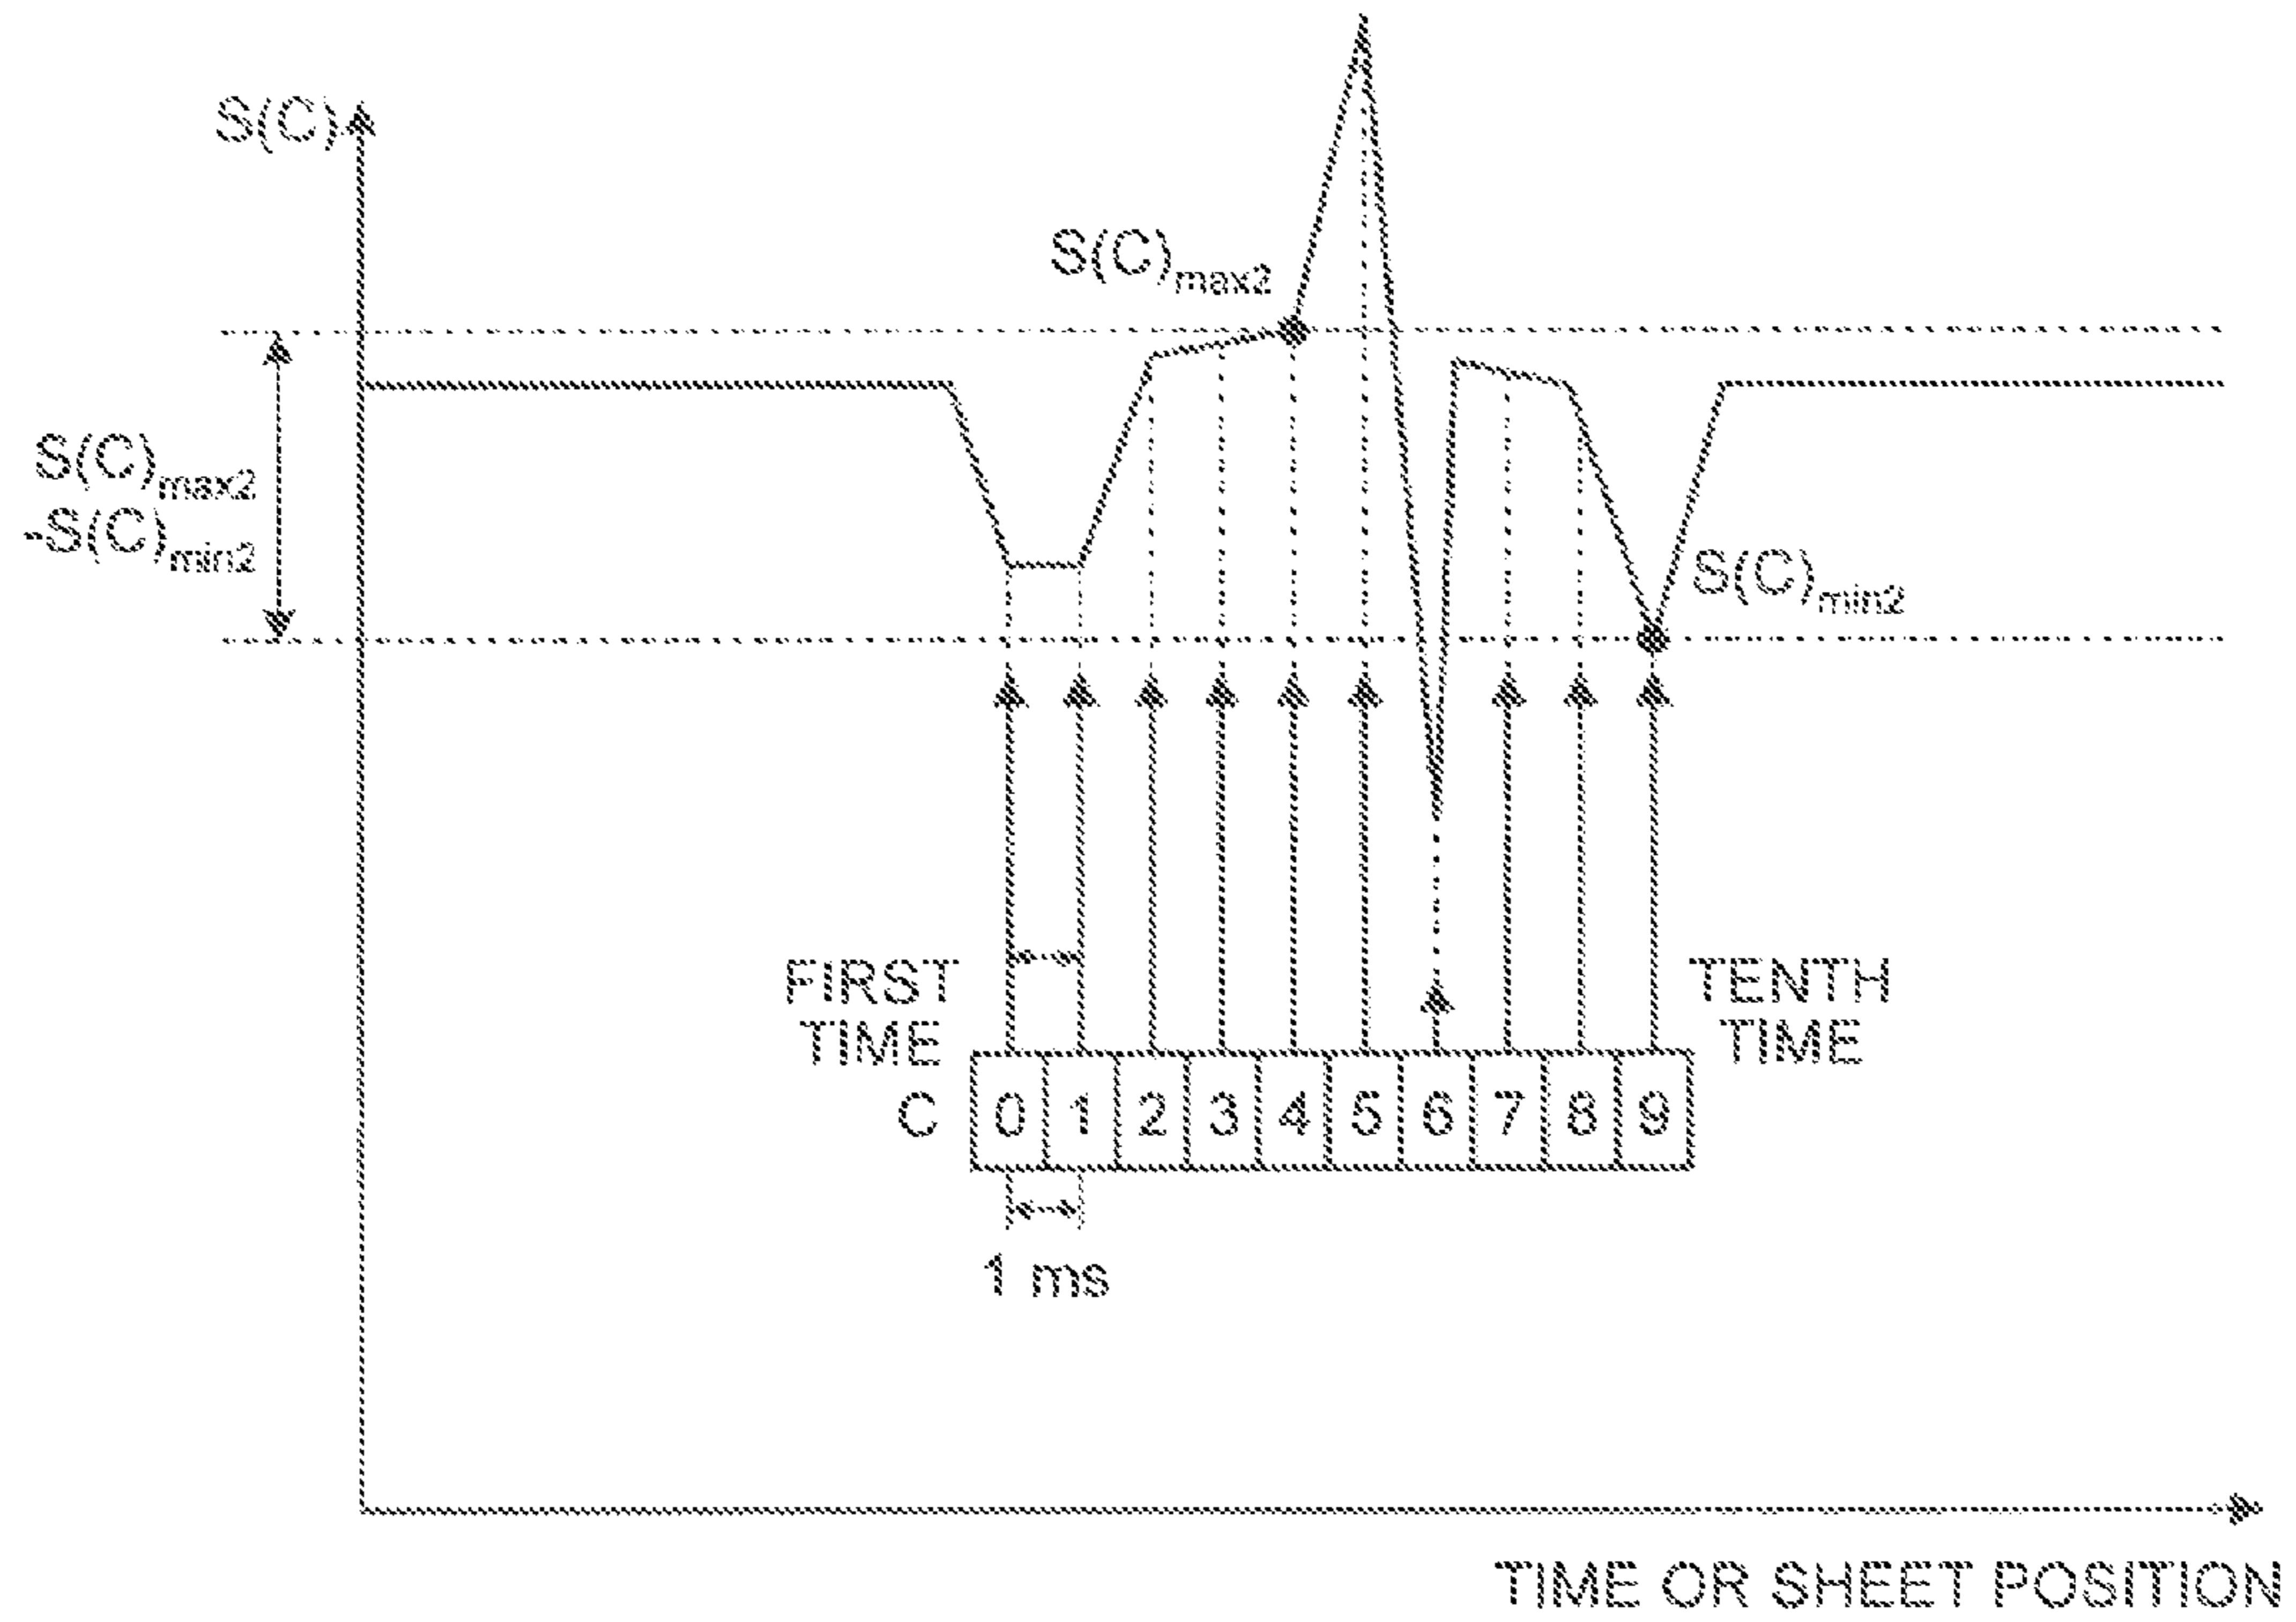 S(C)
S(C)max2
S(C)max2
-S(C)min2
S(C)min2
FIRST
TIME
TENTH
TIME
C 0 1 2 3 4 5 6 7 8 9
1 ms
TIME OR SHEET POSITION